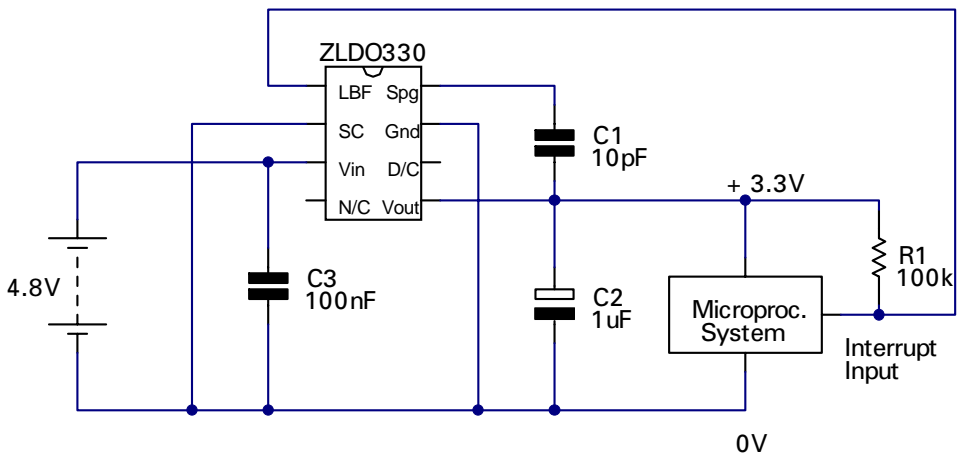 ZLDO330
LBF Spg
SC Gnd
Vin D/C
N/C Vout
C1
10pF
+ 3.3V
4.8V
C3
100nF
C2
1uF
R1
100k
Microproc.
System
Interrupt
Input
0V